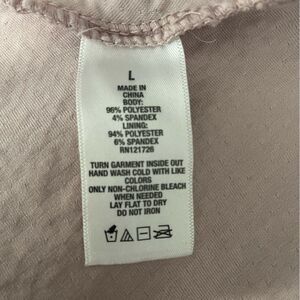 L
MADE IN
CHINA
BODY:
96% POLYESTER
4% SPANDEX
LINING:
94% POLYESTER
6% SPANDEX
RN121726
TURN GARMENT INSIDE OUT
HAND WASH COLD WITH LIKE
COLORS
ONLY NON-CHLORINE BLEACH
WHEN NEEDED
LAY FLAT TO DRY
DO NOT IRON